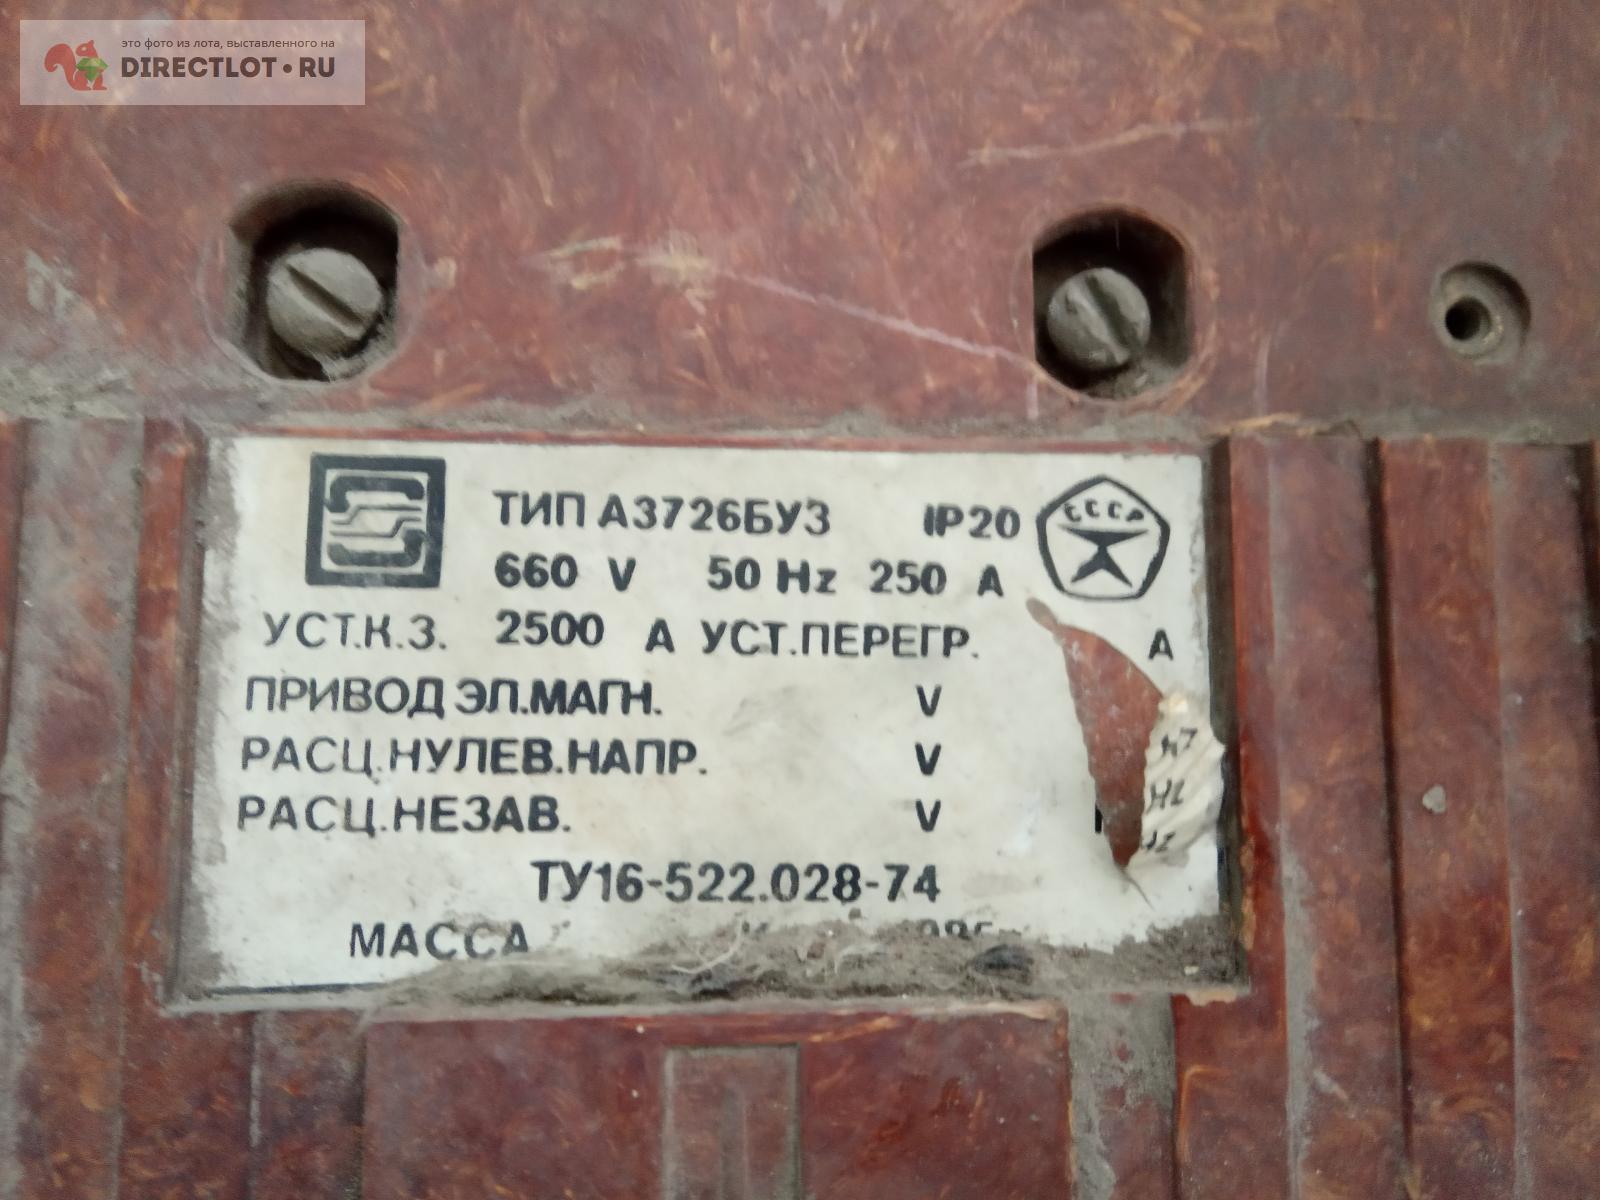 это фото из лота, выставленного на
DIRECTLOT•RU
ТИП А3726БУ3 IP20 СССР
660 V 50 Hz 250 A
УСТ.К.З. 2500 А УСТ.ПЕРЕГР. А
ПРИВОД ЭЛ.МАГН. V
РАСЦ.НУЛЕВ.НАПР. V
РАСЦ.НЕЗАВ. V
ТУ16-522.028-74
МАССА